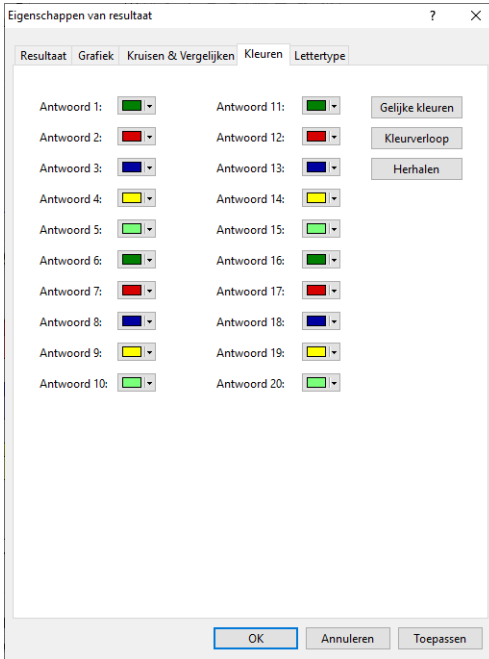 Eigenschappen van resultaat ?
Resultaat Grafiek Kruisen & Vergelijken Kleuren Lettertype
Antwoord 1: Antwoord 11: Gelijke kleuren
Antwoord 2: Antwoord 12: Kleurverloop
Antwoord 3: Antwoord 13: Herhalen
Antwoord 4: Antwoord 14:
Antwoord 5: Antwoord 15:
Antwoord 6: Antwoord 16:
Antwoord 7: Antwoord 17:
Antwoord 8: Antwoord 18:
Antwoord 9: Antwoord 19:
Antwoord 10: Antwoord 20:
OK Annuleren Toepassen